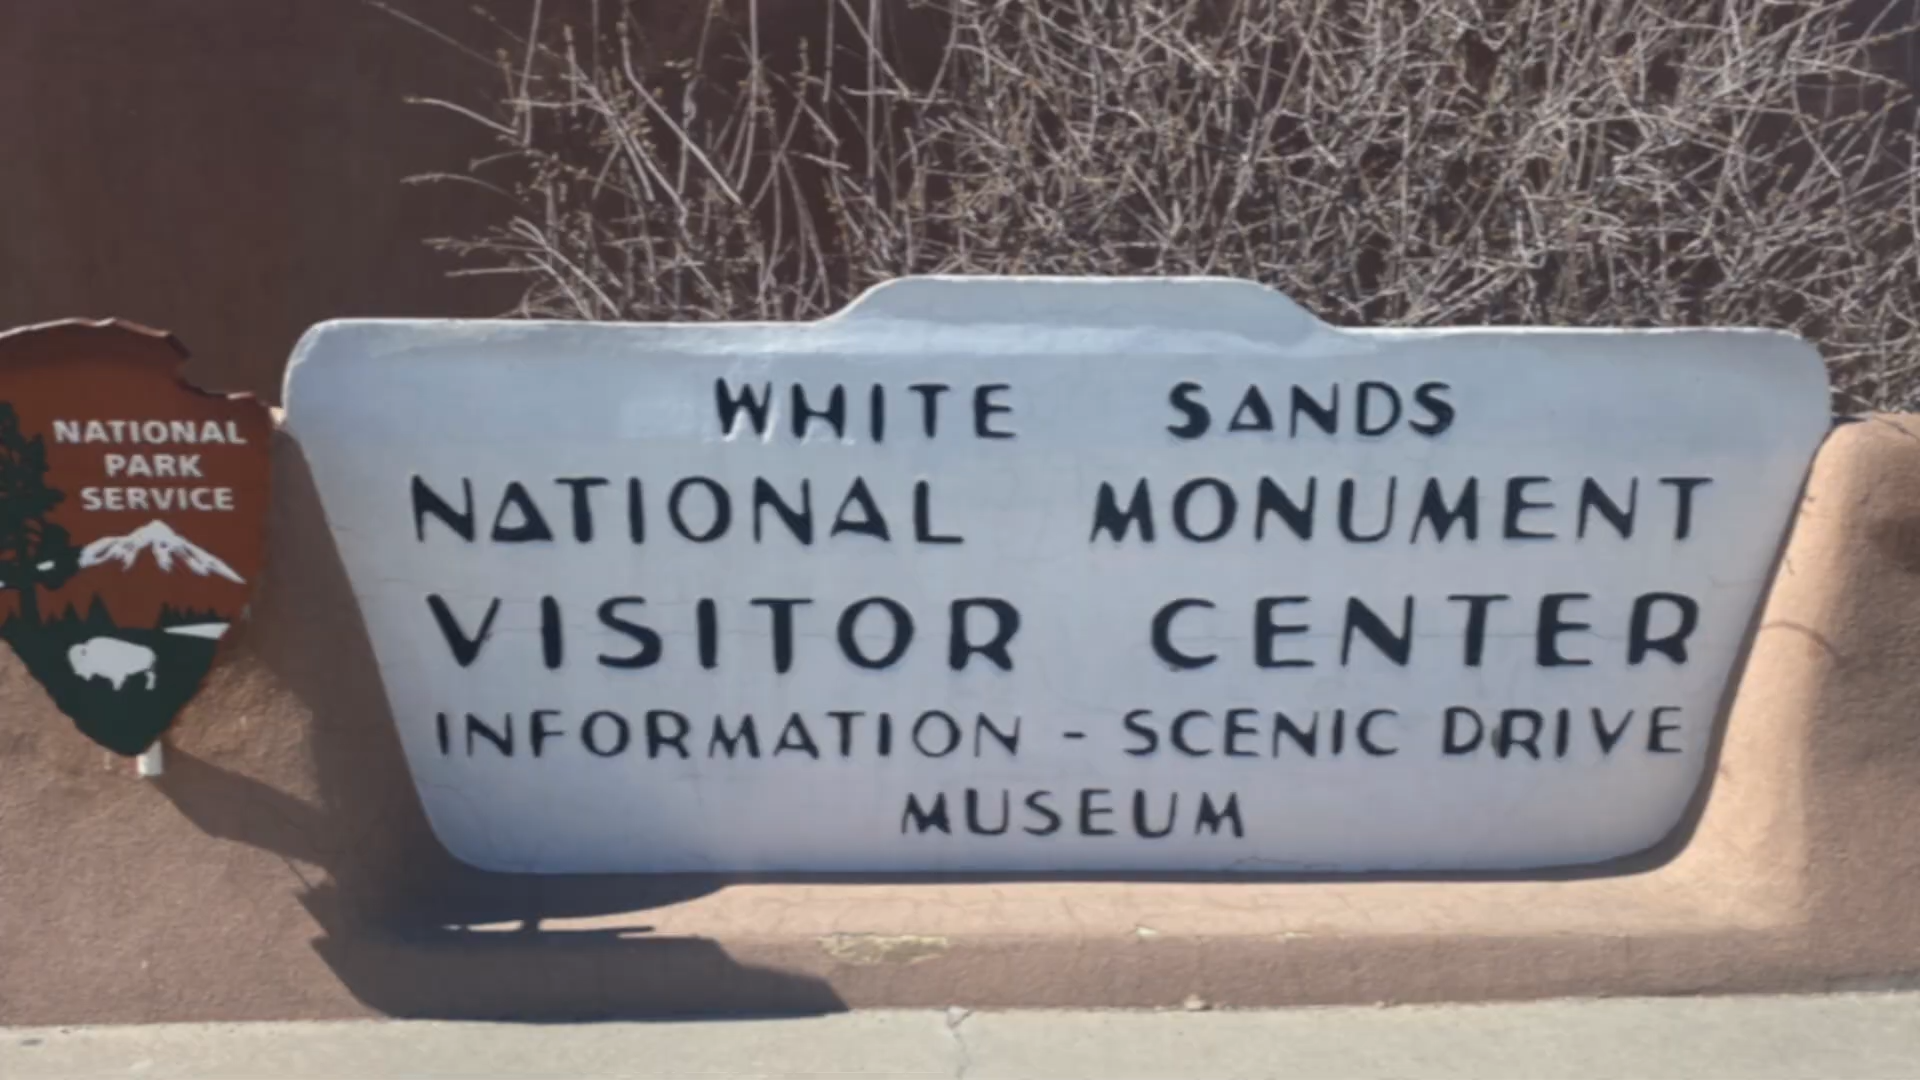 NATIONAL
PARK
SERVICE
WHITE SANDS
NATIONAL MONUMENT
VISITOR CENTER
INFORMATION - SCENIC DRIVE
MUSEUM